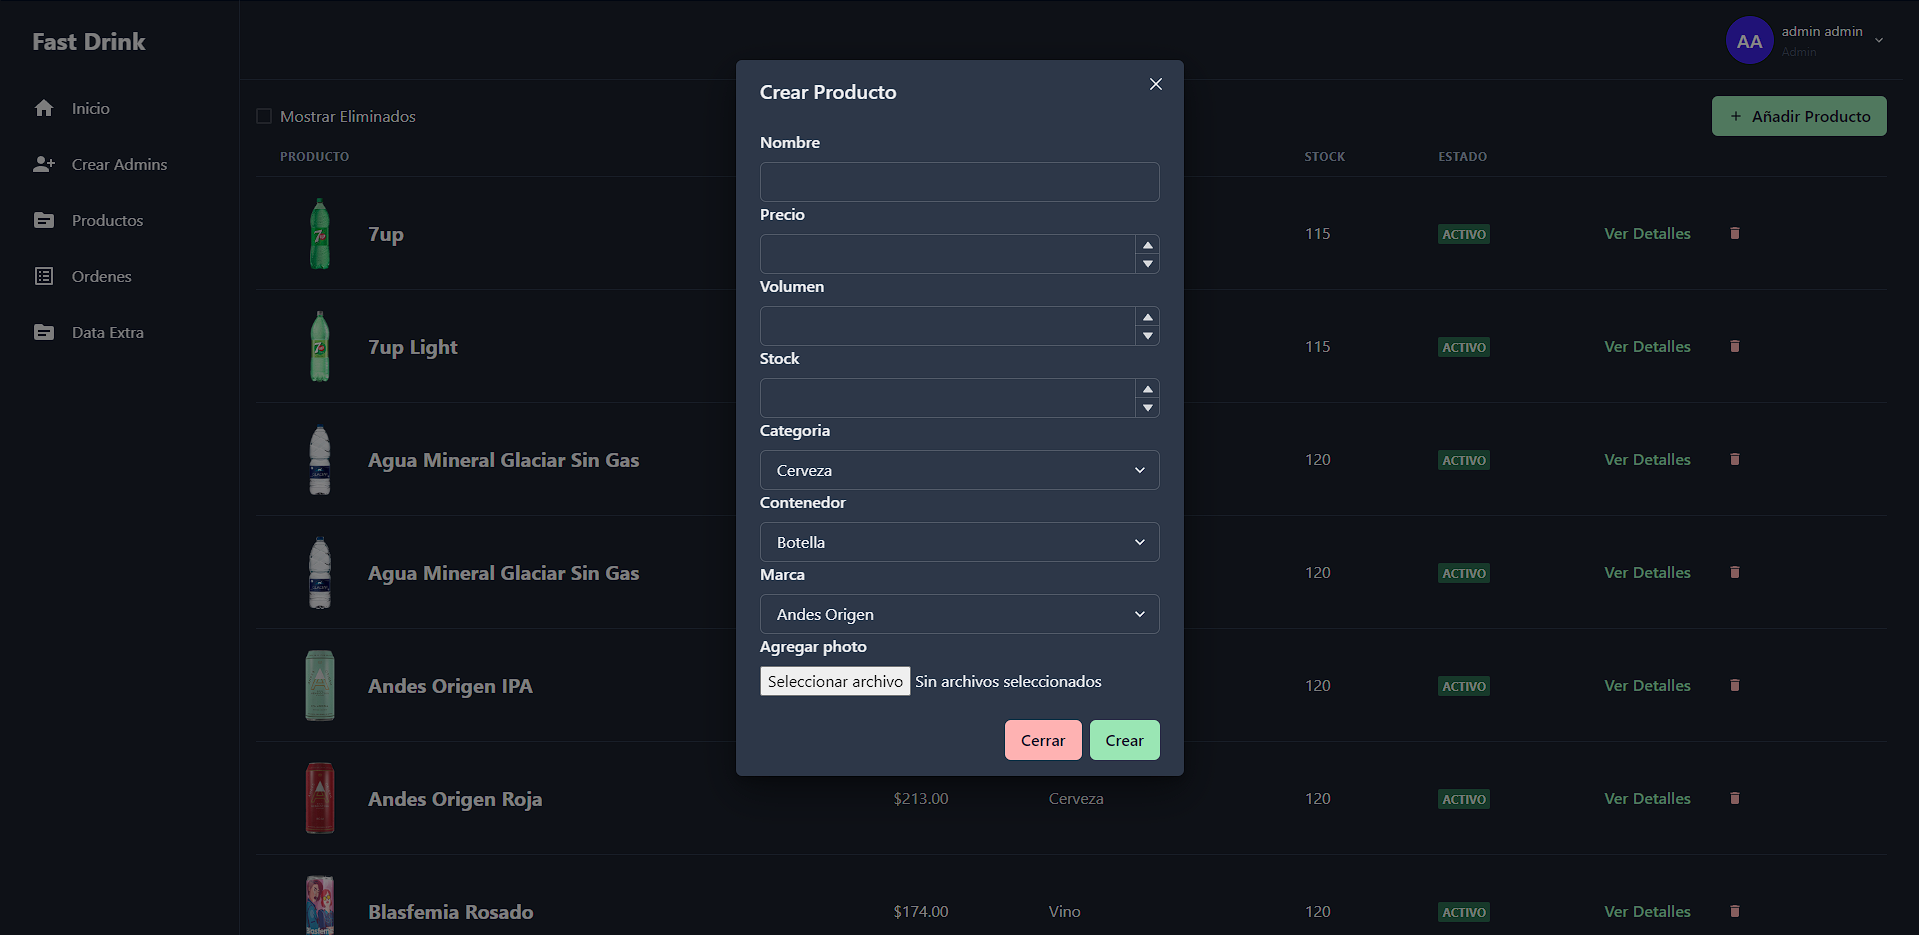 Fast Drink
AA
admin admin
Admin
Inicio
Crear Admins
Productos
Ordenes
Data Extra
Mostrar Eliminados
+ Añadir Producto
PRODUCTO STOCK ESTADO
7up 115 ACTIVO Ver Detalles
7up Light 115 ACTIVO Ver Detalles
Agua Mineral Glaciar Sin Gas 120 ACTIVO Ver Detalles
Agua Mineral Glaciar Sin Gas 120 ACTIVO Ver Detalles
Andes Origen IPA 120 ACTIVO Ver Detalles
Andes Origen Roja $213.00 Cerveza 120 ACTIVO Ver Detalles
Blasfemia Rosado $174.00 Vino 120 ACTIVO Ver Detalles
Crear Producto
Nombre
Precio
Volumen
Stock
Categoria
Cerveza
Contenedor
Botella
Marca
Andes Origen
Agregar photo
Seleccionar archivo Sin archivos seleccionados
Cerrar Crear